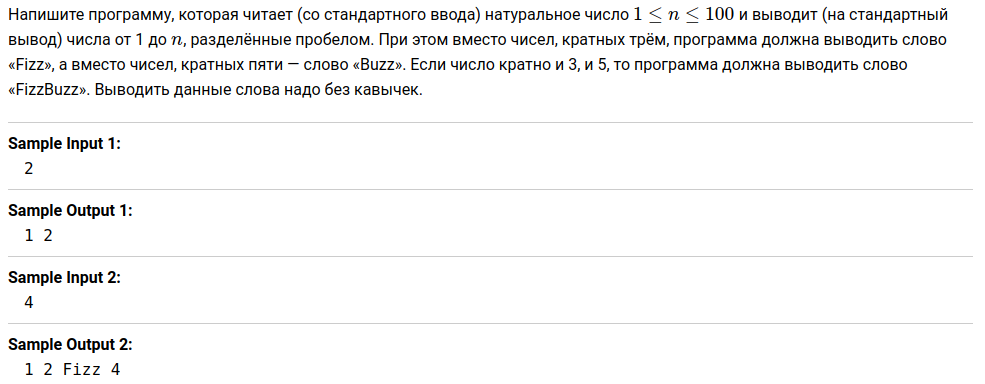 Напишите программу, которая читает (со стандартного ввода) натуральное число 1 ≤ n ≤ 100 и выводит (на стандартный
вывод) числа от 1 до n, разделённые пробелом. При этом вместо чисел, кратных трём, программа должна выводить слово
«Fizz», а вместо чисел, кратных пяти — слово «Buzz». Если число кратно и 3, и 5, то программа должна выводить слово
«FizzBuzz». Выводить данные слова надо без кавычек.
Sample Input 1:
2
Sample Output 1:
1 2
Sample Input 2:
4
Sample Output 2:
1 2 Fizz 4